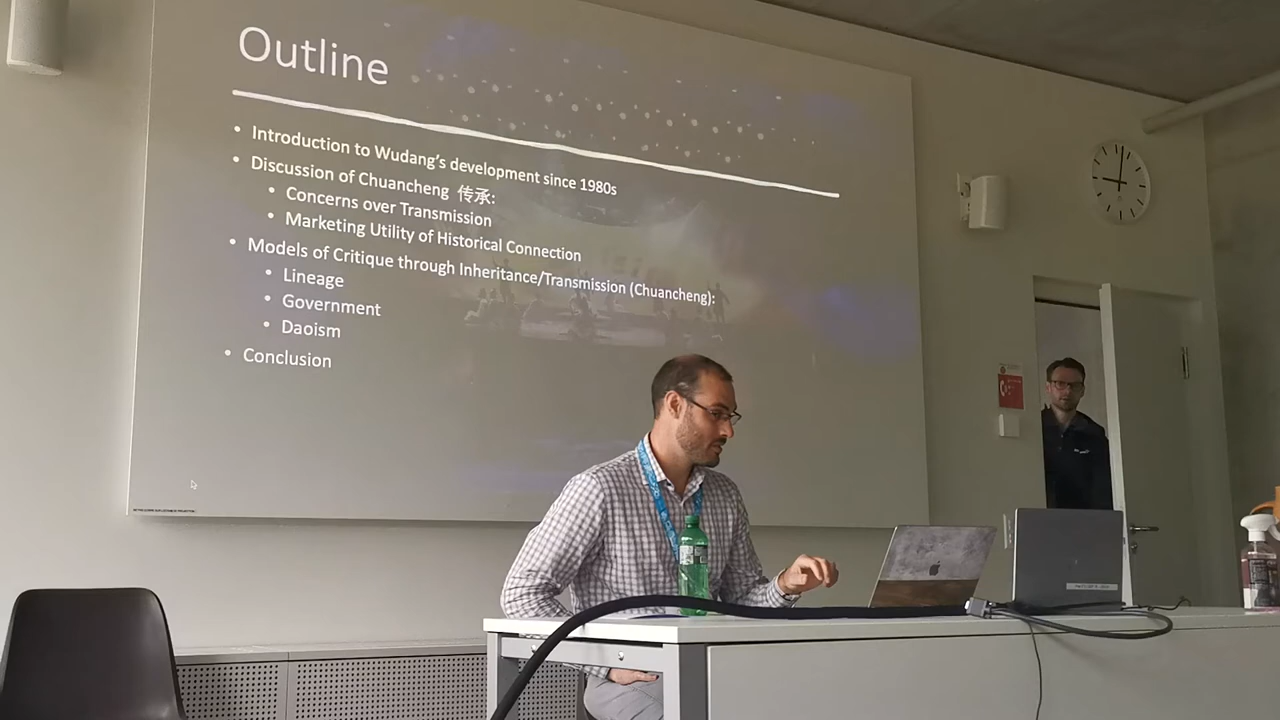 Outline
• Introduction to Wudang's development since 1980s
• Discussion of Chuancheng 传承:
• Concerns over Transmission
• Marketing Utility of Historical Connection
• Models of Critique through Inheritance/Transmission (Chuancheng):
• Lineage
• Government
• Daoism
• Conclusion